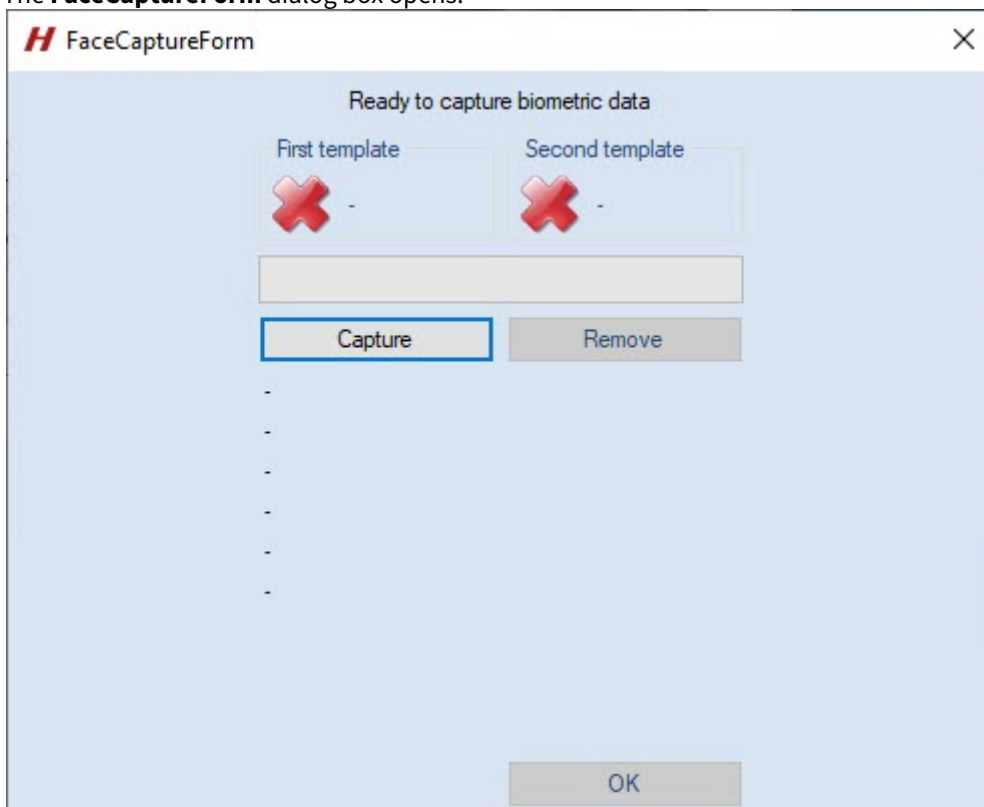 The FaceCaptureForm dialog box opens.
H FaceCaptureForm
Ready to capture biometric data
First template Second template
- -
Capture Remove
-
-
-
-
-
-
OK